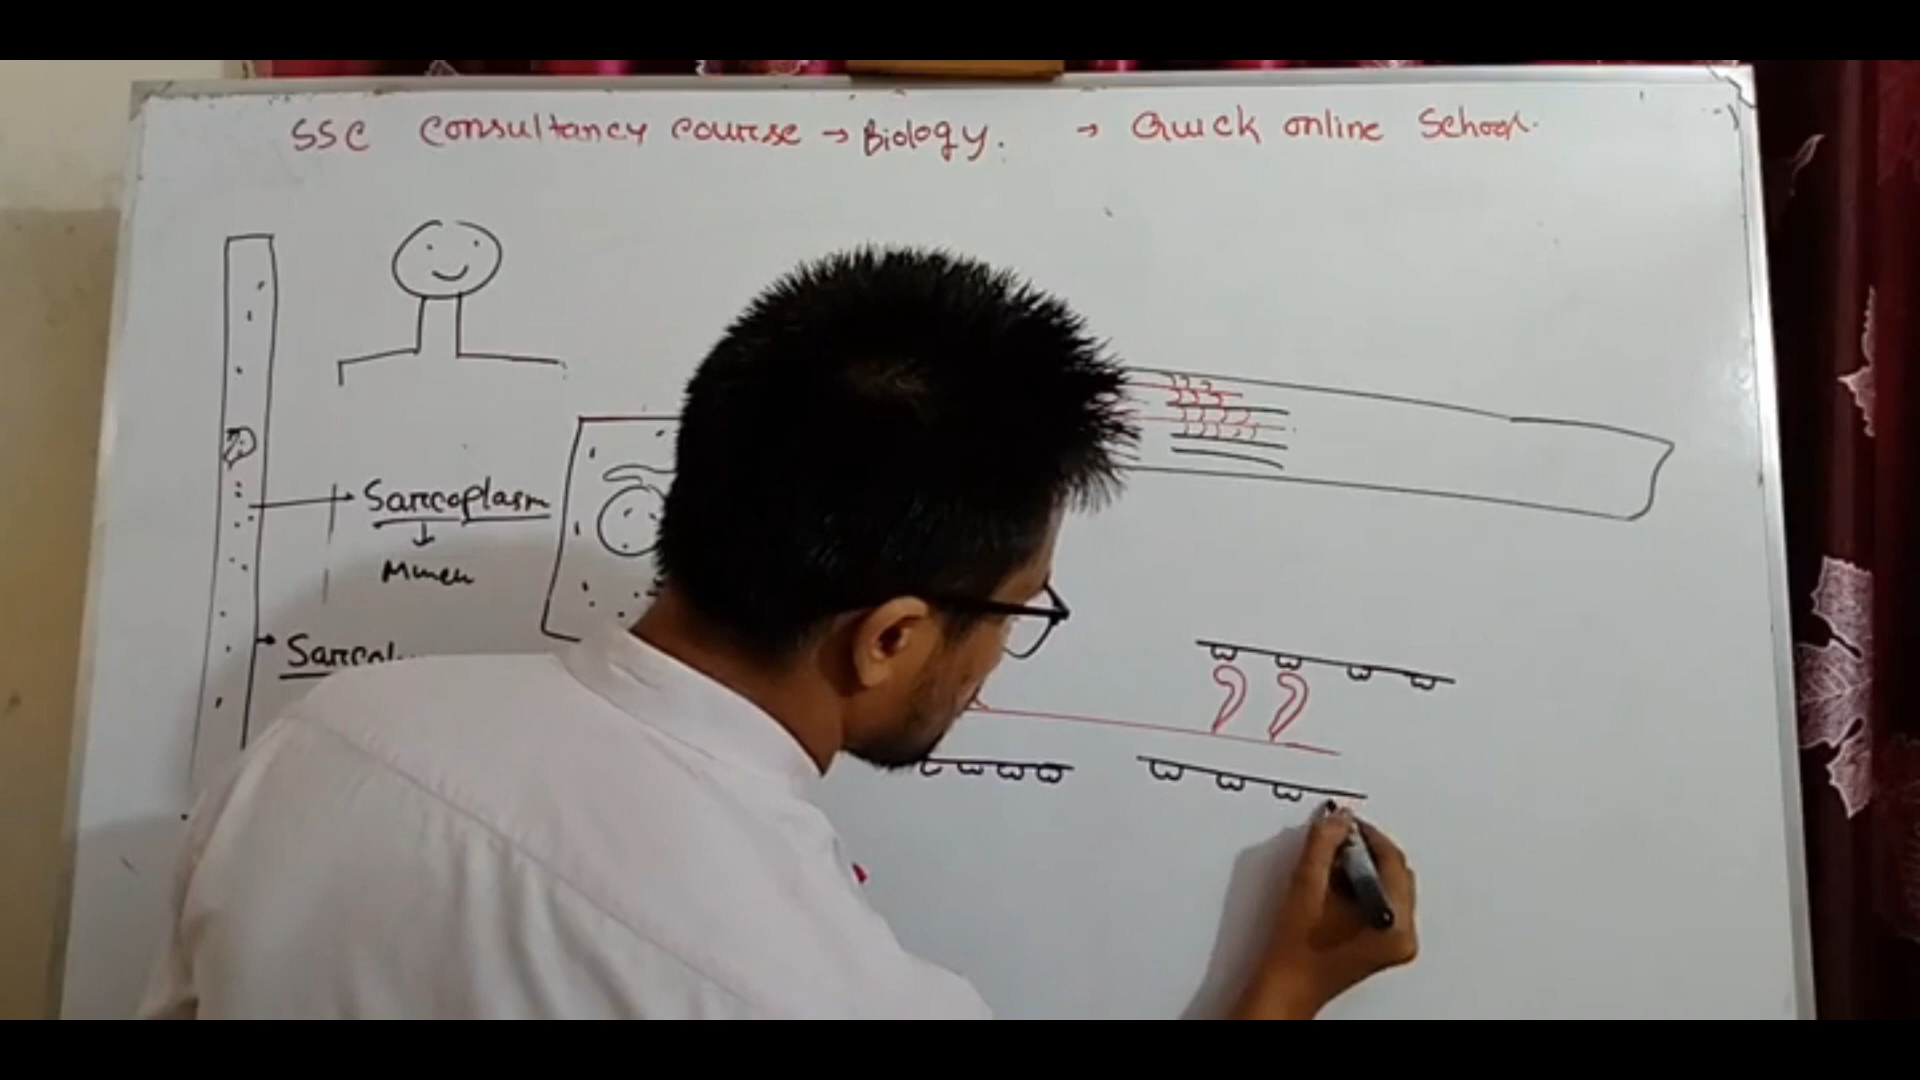 SSC Consultancy course → Biology. → Quick online School.
Sarcoplasm